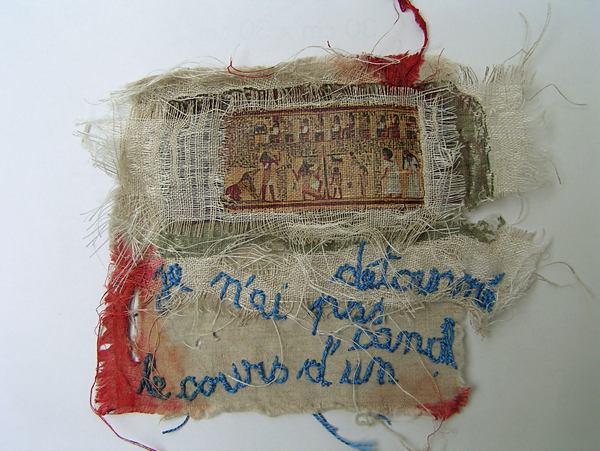 je n'ai pas détourné
le cours d'un canal